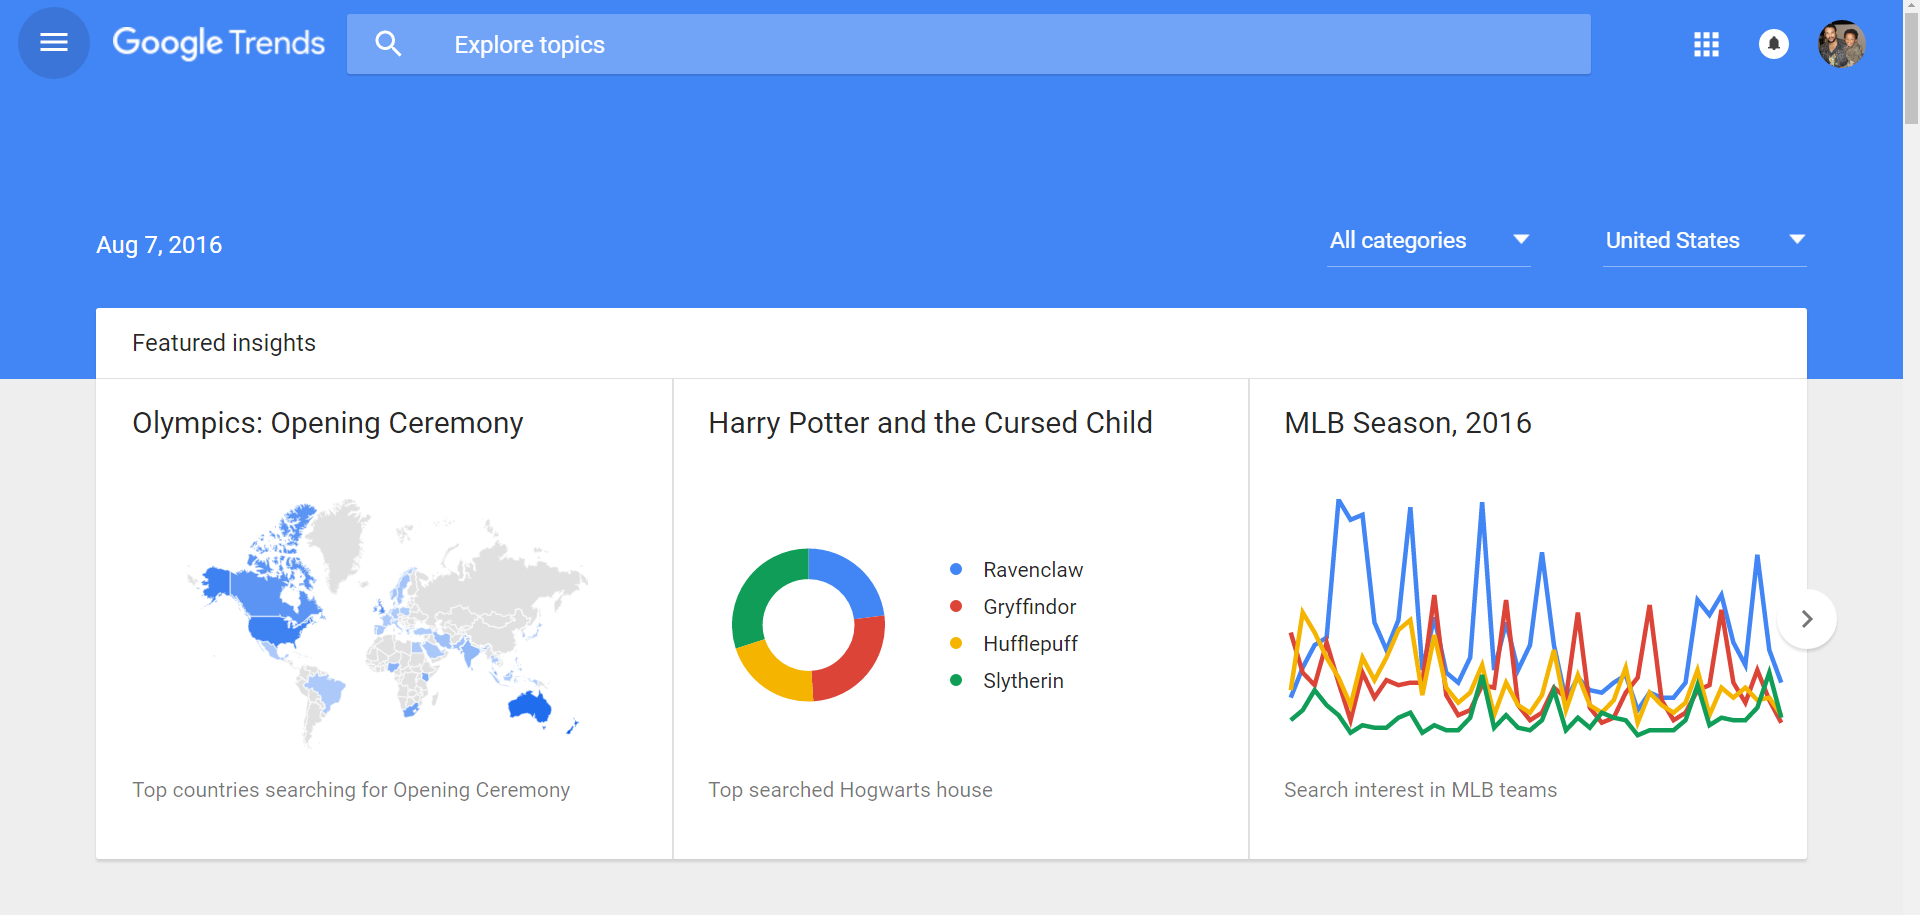 Google Trends
Explore topics
Aug 7, 2016
All categories
United States
Featured insights
Olympics: Opening Ceremony
Top countries searching for Opening Ceremony
Harry Potter and the Cursed Child
Ravenclaw
Gryffindor
Hufflepuff
Slytherin
Top searched Hogwarts house
MLB Season, 2016
Search interest in MLB teams